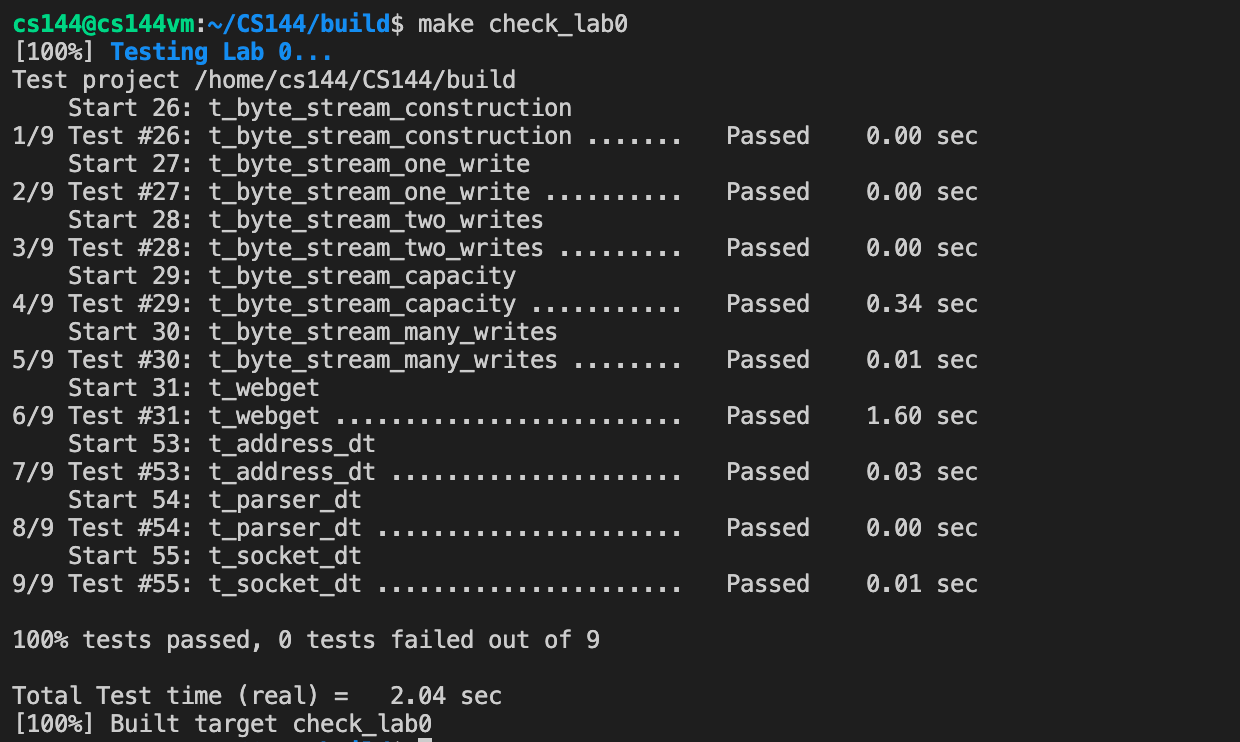 cs144@cs144vm:~/CS144/build$ make check_lab0
[100%] Testing Lab 0...
Test project /home/cs144/CS144/build
    Start 26: t_byte_stream_construction
1/9 Test #26: t_byte_stream_construction .......   Passed    0.00 sec
    Start 27: t_byte_stream_one_write
2/9 Test #27: t_byte_stream_one_write ..........   Passed    0.00 sec
    Start 28: t_byte_stream_two_writes
3/9 Test #28: t_byte_stream_two_writes .........   Passed    0.00 sec
    Start 29: t_byte_stream_capacity
4/9 Test #29: t_byte_stream_capacity ...........   Passed    0.34 sec
    Start 30: t_byte_stream_many_writes
5/9 Test #30: t_byte_stream_many_writes ........   Passed    0.01 sec
    Start 31: t_webget
6/9 Test #31: t_webget .........................   Passed    1.60 sec
    Start 53: t_address_dt
7/9 Test #53: t_address_dt .....................   Passed    0.03 sec
    Start 54: t_parser_dt
8/9 Test #54: t_parser_dt ......................   Passed    0.00 sec
    Start 55: t_socket_dt
9/9 Test #55: t_socket_dt ......................   Passed    0.01 sec

100% tests passed, 0 tests failed out of 9

Total Test time (real) =   2.04 sec
[100%] Built target check_lab0